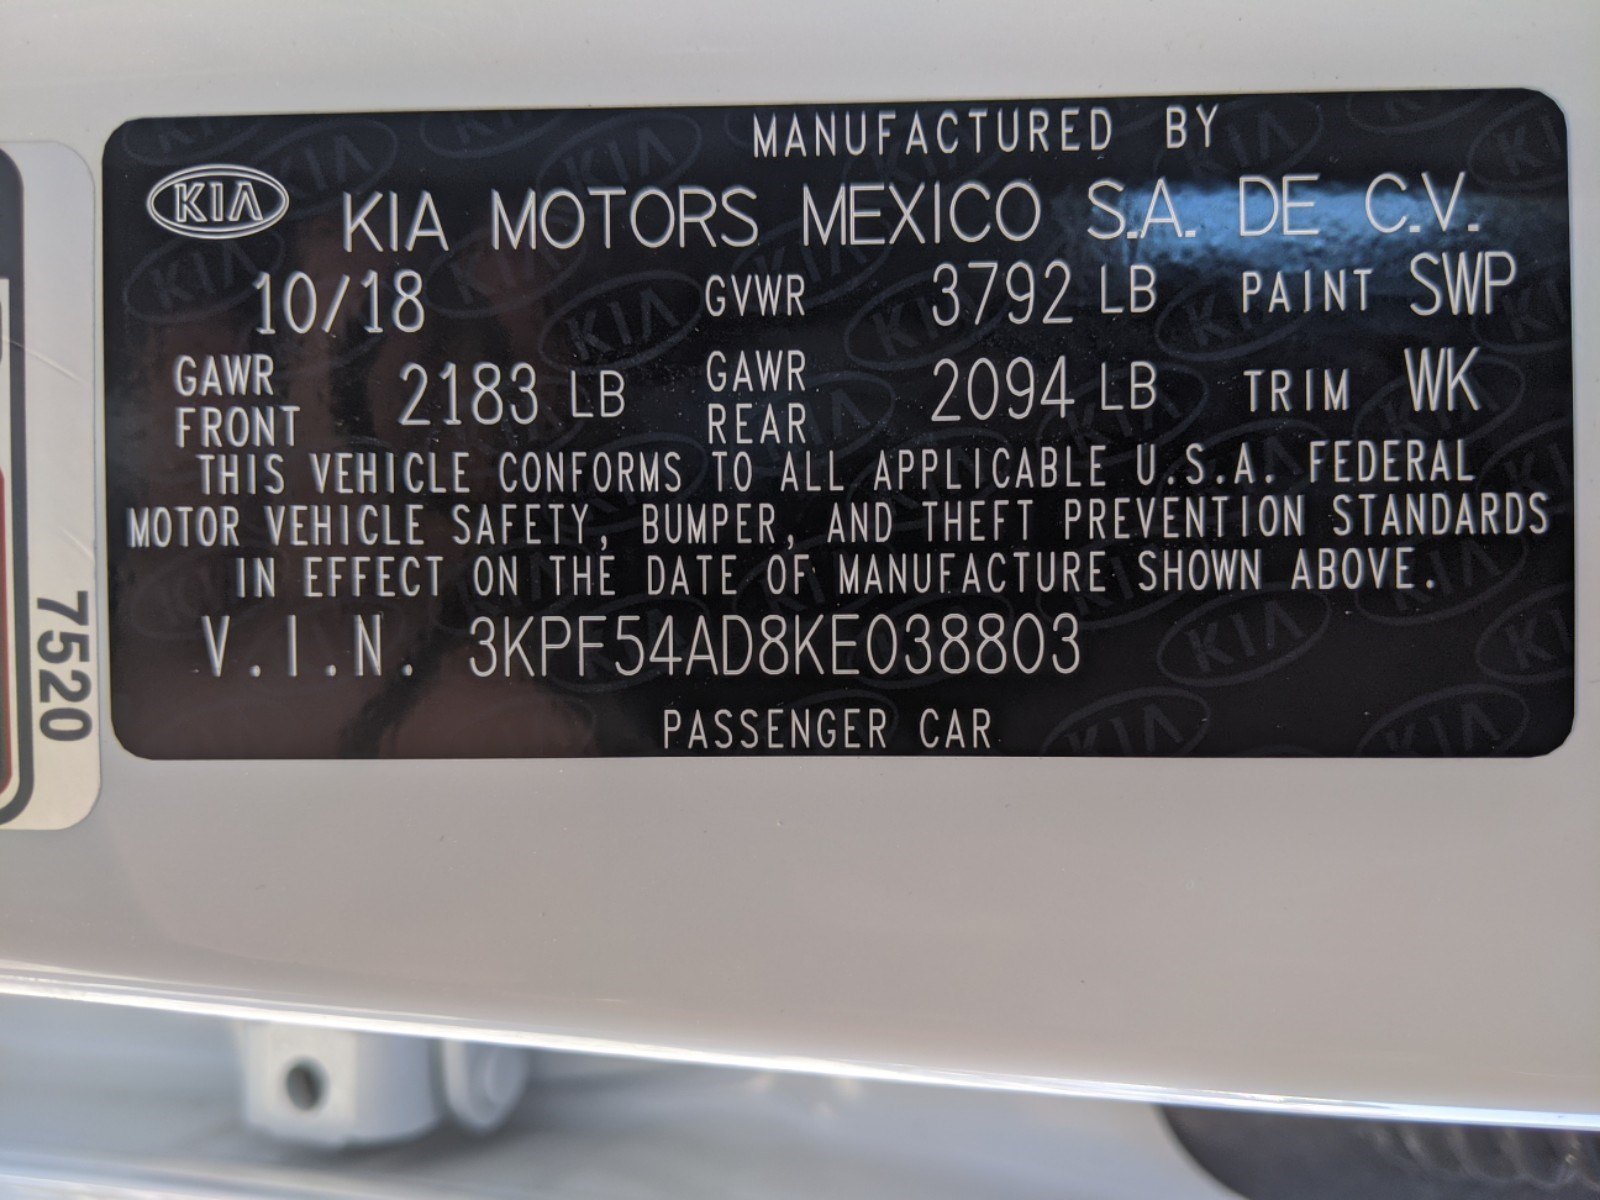 MANUFACTURED BY
KIA KIA MOTORS MEXICO S.A. DE C.V.
10/18 GVWR 3792 LB PAINT SWP
GAWR FRONT 2183 LB GAWR REAR 2094 LB TRIM WK
THIS VEHICLE CONFORMS TO ALL APPLICABLE U.S.A. FEDERAL
MOTOR VEHICLE SAFETY, BUMPER, AND THEFT PREVENTION STANDARDS
IN EFFECT ON THE DATE OF MANUFACTURE SHOWN ABOVE.
V.I.N. 3KPF54AD8KE038803
PASSENGER CAR
7520